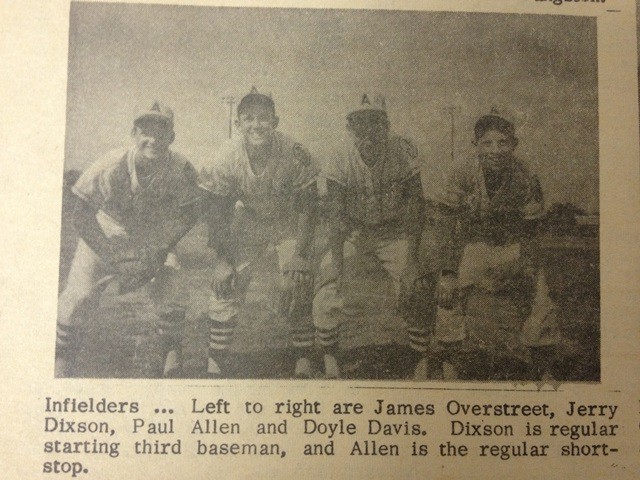 A A A A
Infielders ... Left to right are James Overstreet, Jerry
Dixson, Paul Allen and Doyle Davis. Dixson is regular
starting third baseman, and Allen is the regular short-
stop.